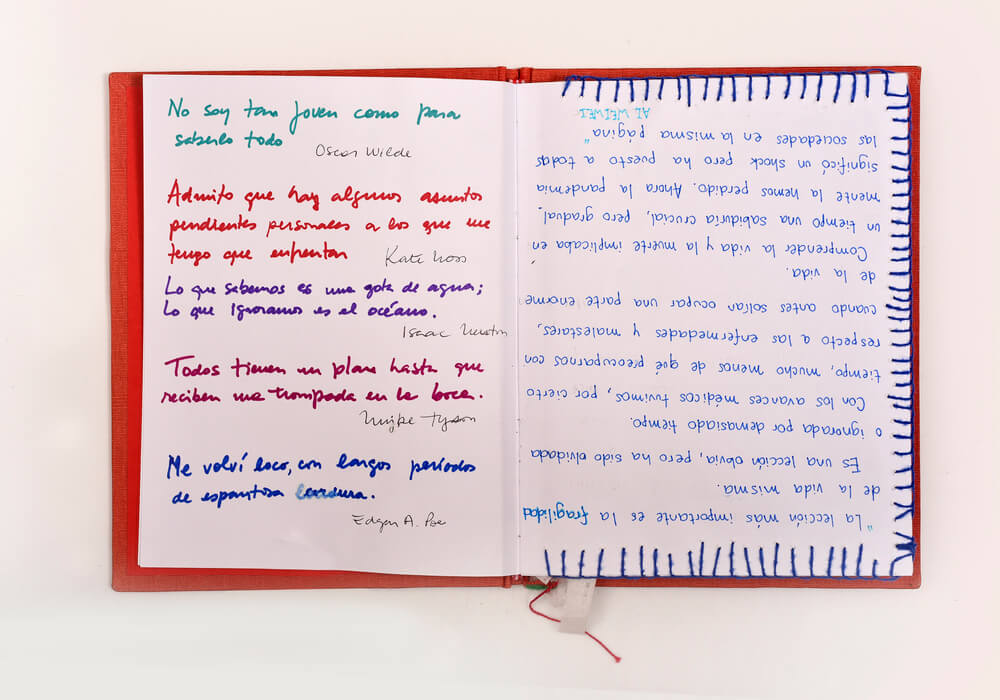 No soy tan joven como para
saberlo todo
Oscar Wilde
Admito que hay algunos asuntos
pendientes personales a los que me
tengo que enfrentar
Kate Moss
Lo que sabemos es una gota de agua;
Lo que ignoramos es el océano.
Isaac Newton
Todos tienen un plan hasta que
reciben una trompada en la boca.
Myke Tyson
Me volví loco, con largos períodos
de espantosa cordura.
Edgar A. Poe
"La lección más importante es la fragilidad
de la vida misma.
Es una lección obvia, pero ha sido olvidada
o ignorada por demasiado tiempo.
Con los avances médicos tuvimos, por cierto
tiempo, mucho menos de qué preocuparnos con
respecto a las enfermedades y malestares,
cuando antes solían ocupar una parte enorme
de la vida.
Comprender la vida y la muerte implicaba en
un tiempo una sabiduría crucial, pero gradual_
mente la hemos perdido. Ahora la pandemia
significó un shock pero ha puesto a todas
las sociedades en la misma página"
AI WEIWEI